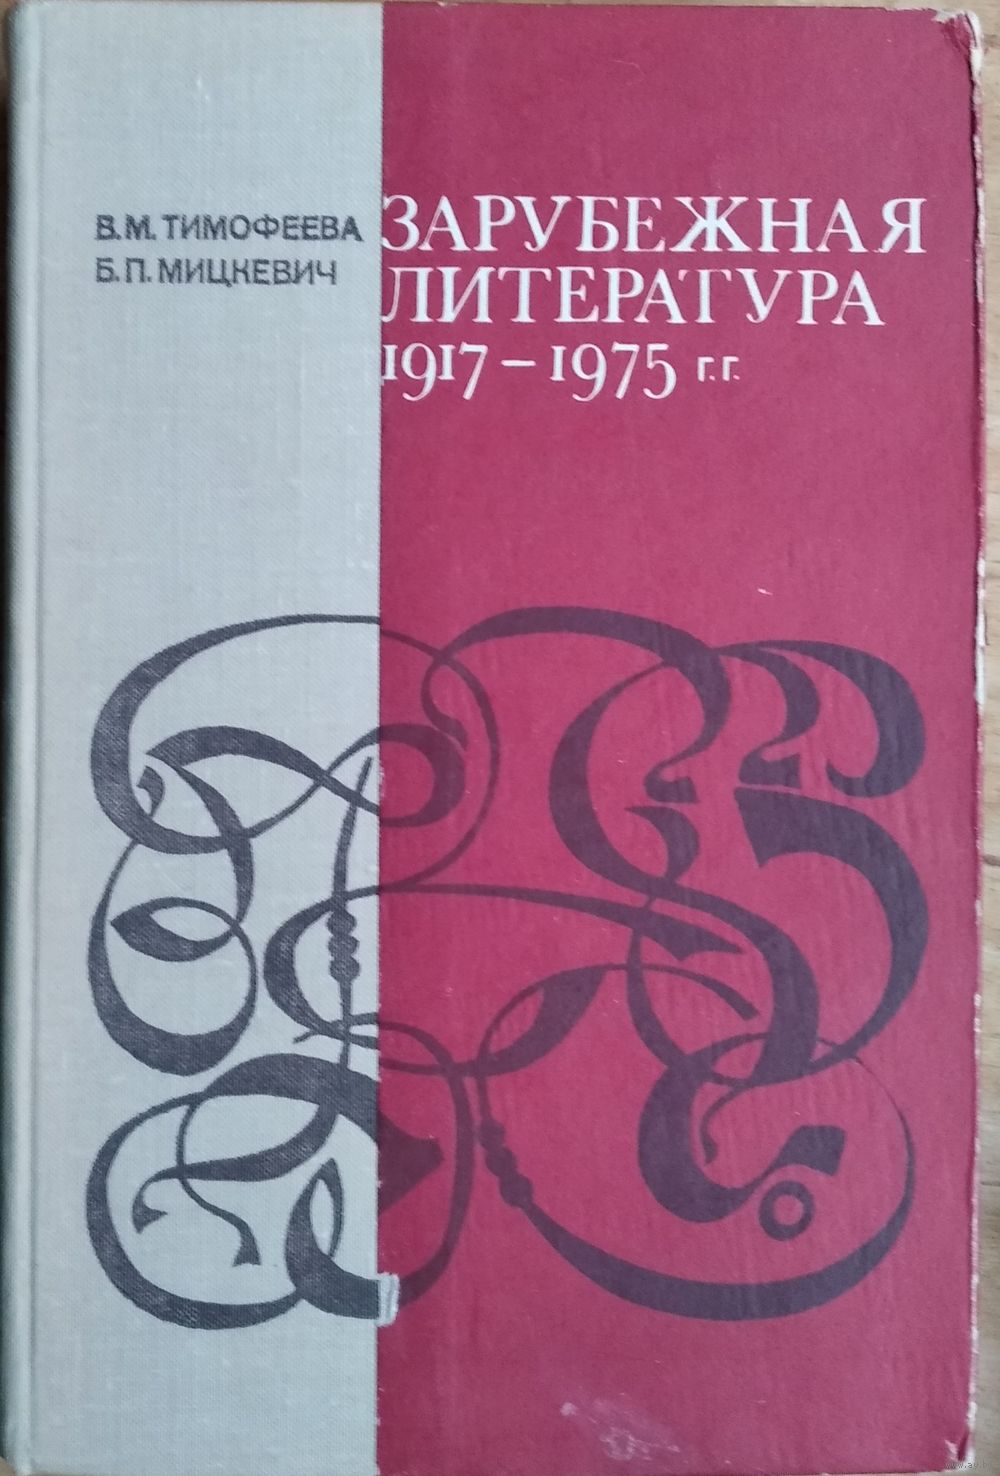 В.М. ТИМОФЕЕВА
Б.П. МИЦКЕВИЧ
ЗАРУБЕЖНАЯ
ЛИТЕРАТУРА
1917 – 1975 г.г.